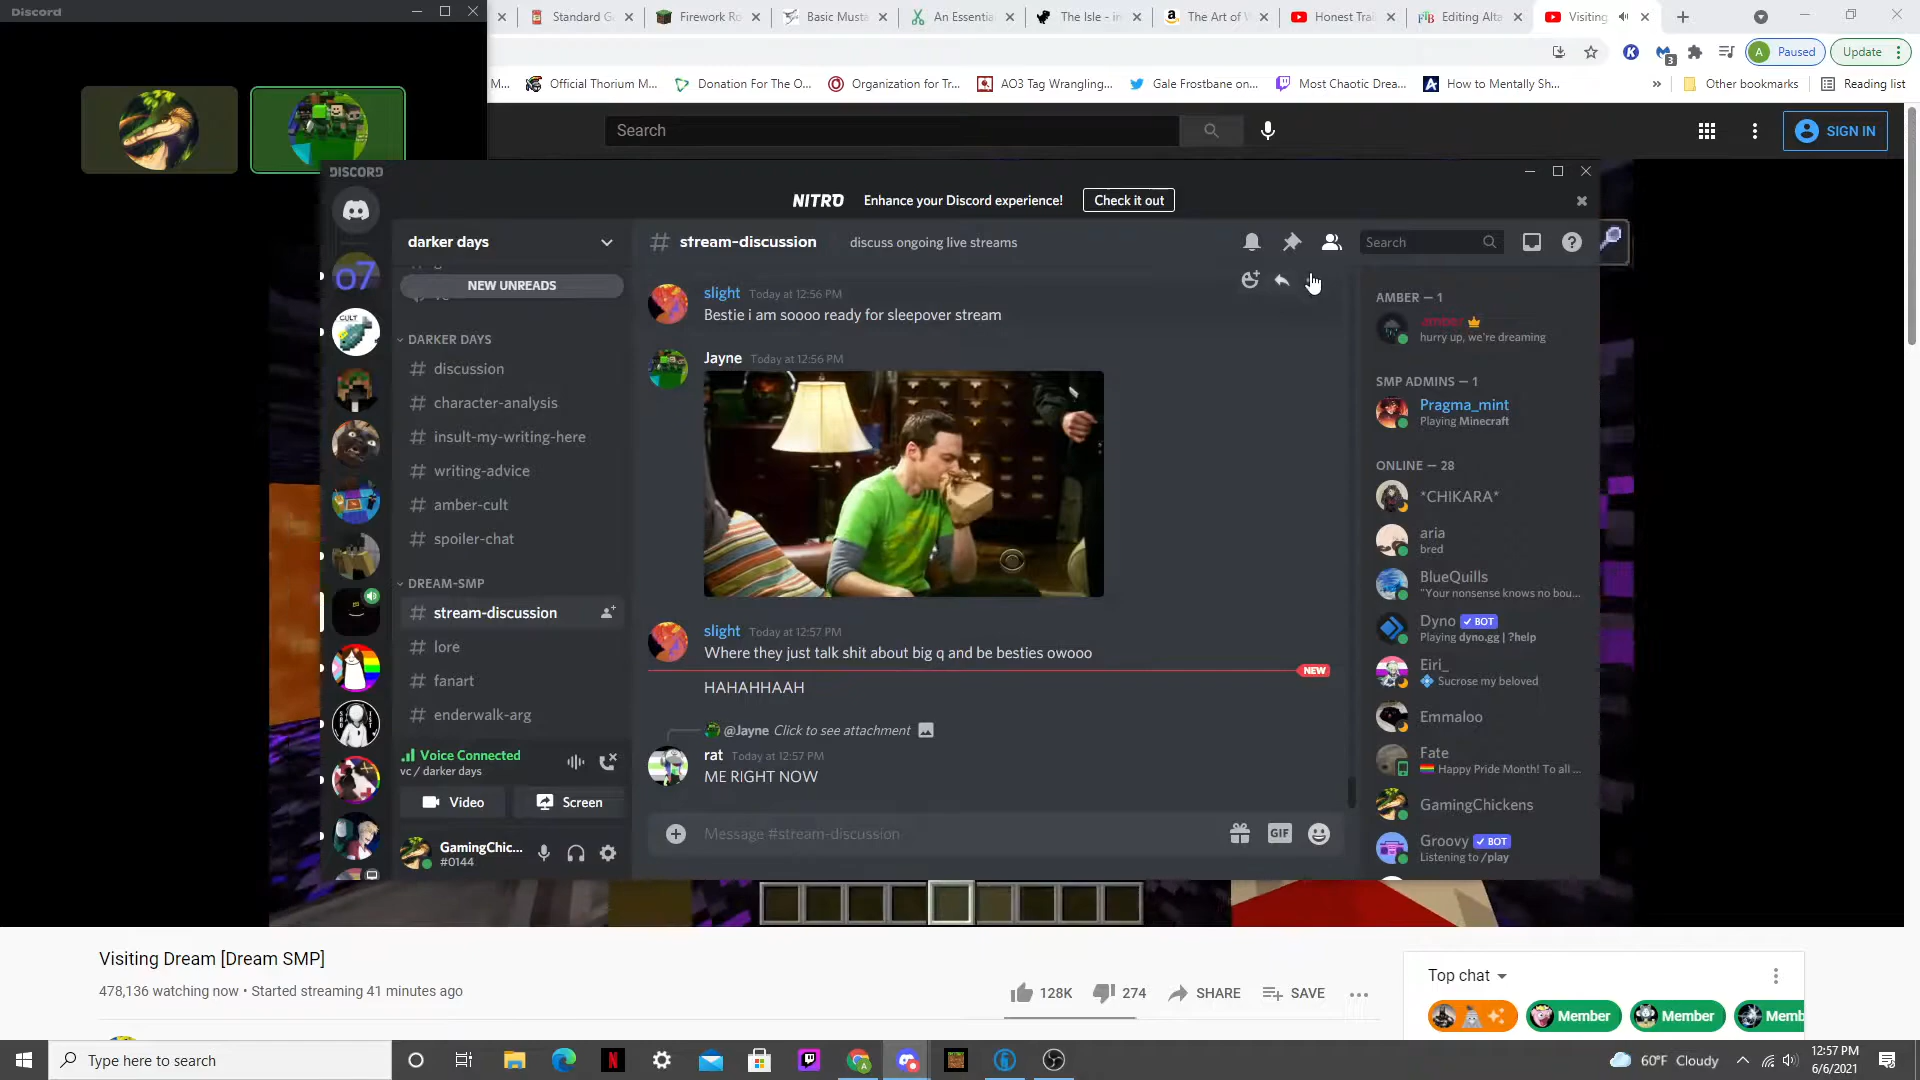 Discord
Standard G
Firework Ro
Basic Musta
An Essentia
The Isle - in
The Art of V
Honest Trai
Editing Alta
Visiting
3
A Paused
Update
M...
Official Thorium M...
Donation For The O...
Organization for Tr...
AO3 Tag Wrangling...
Gale Frostbane on...
Most Chaotic Drea...
How to Mentally Sh...
»
Other bookmarks
Reading list
Search
SIGN IN
DISCORD
NITRO Enhance your Discord experience! Check it out
darker days
# stream-discussion discuss ongoing live streams
Search
NEW UNREADS
DARKER DAYS
# discussion
# character-analysis
# insult-my-writing-here
# writing-advice
# amber-cult
# spoiler-chat
DREAM-SMP
# stream-discussion
# lore
# fanart
# enderwalk-arg
o7
CULT
Voice Connected
vc / darker days
Video
Screen
GamingChic...
#0144
slight Today at 12:56 PM
Bestie i am soooo ready for sleepover stream
Jayne Today at 12:56 PM
slight Today at 12:57 PM
Where they just talk shit about big q and be besties owooo
NEW
HAHAHHAAH
@Jayne Click to see attachment
rat Today at 12:57 PM
ME RIGHT NOW
Message #stream-discussion
GIF
AMBER — 1
amber
hurry up, we're dreaming
SMP ADMINS — 1
Pragma_mint
Playing Minecraft
ONLINE — 28
*CHIKARA*
aria
bred
BlueQuills
"Your nonsense knows no bou...
Dyno BOT
Playing dyno.gg | ?help
Eiri_
Sucrose my beloved
Emmaloo
Fate
Happy Pride Month! To all ...
GamingChickens
Groovy BOT
Listening to /play
Visiting Dream [Dream SMP]
478,136 watching now • Started streaming 41 minutes ago
128K
274
SHARE
SAVE
Top chat
Member
Member
Memb
Type here to search
60°F Cloudy
12:57 PM
6/6/2021